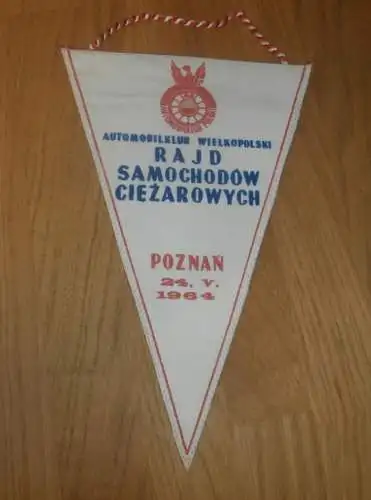 AUTOMOBILKLUB WIELKOPOLSKI
RAJD
SAMOCHODÓW
CIĘŻAROWYCH
POZNAŃ
24. V.
1964